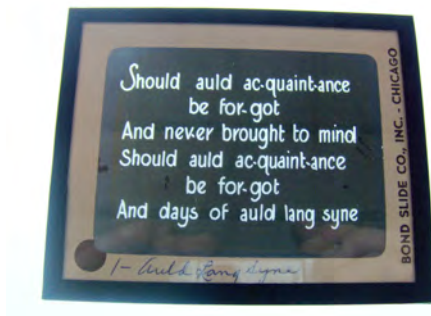 Should auld ac-quaint-ance
be for-got
And never brought to mind
Should auld ac-quaint-ance
be for-got
And days of auld lang syne
BOND SLIDE CO., INC. - CHICAGO
1- Auld Lang Syne